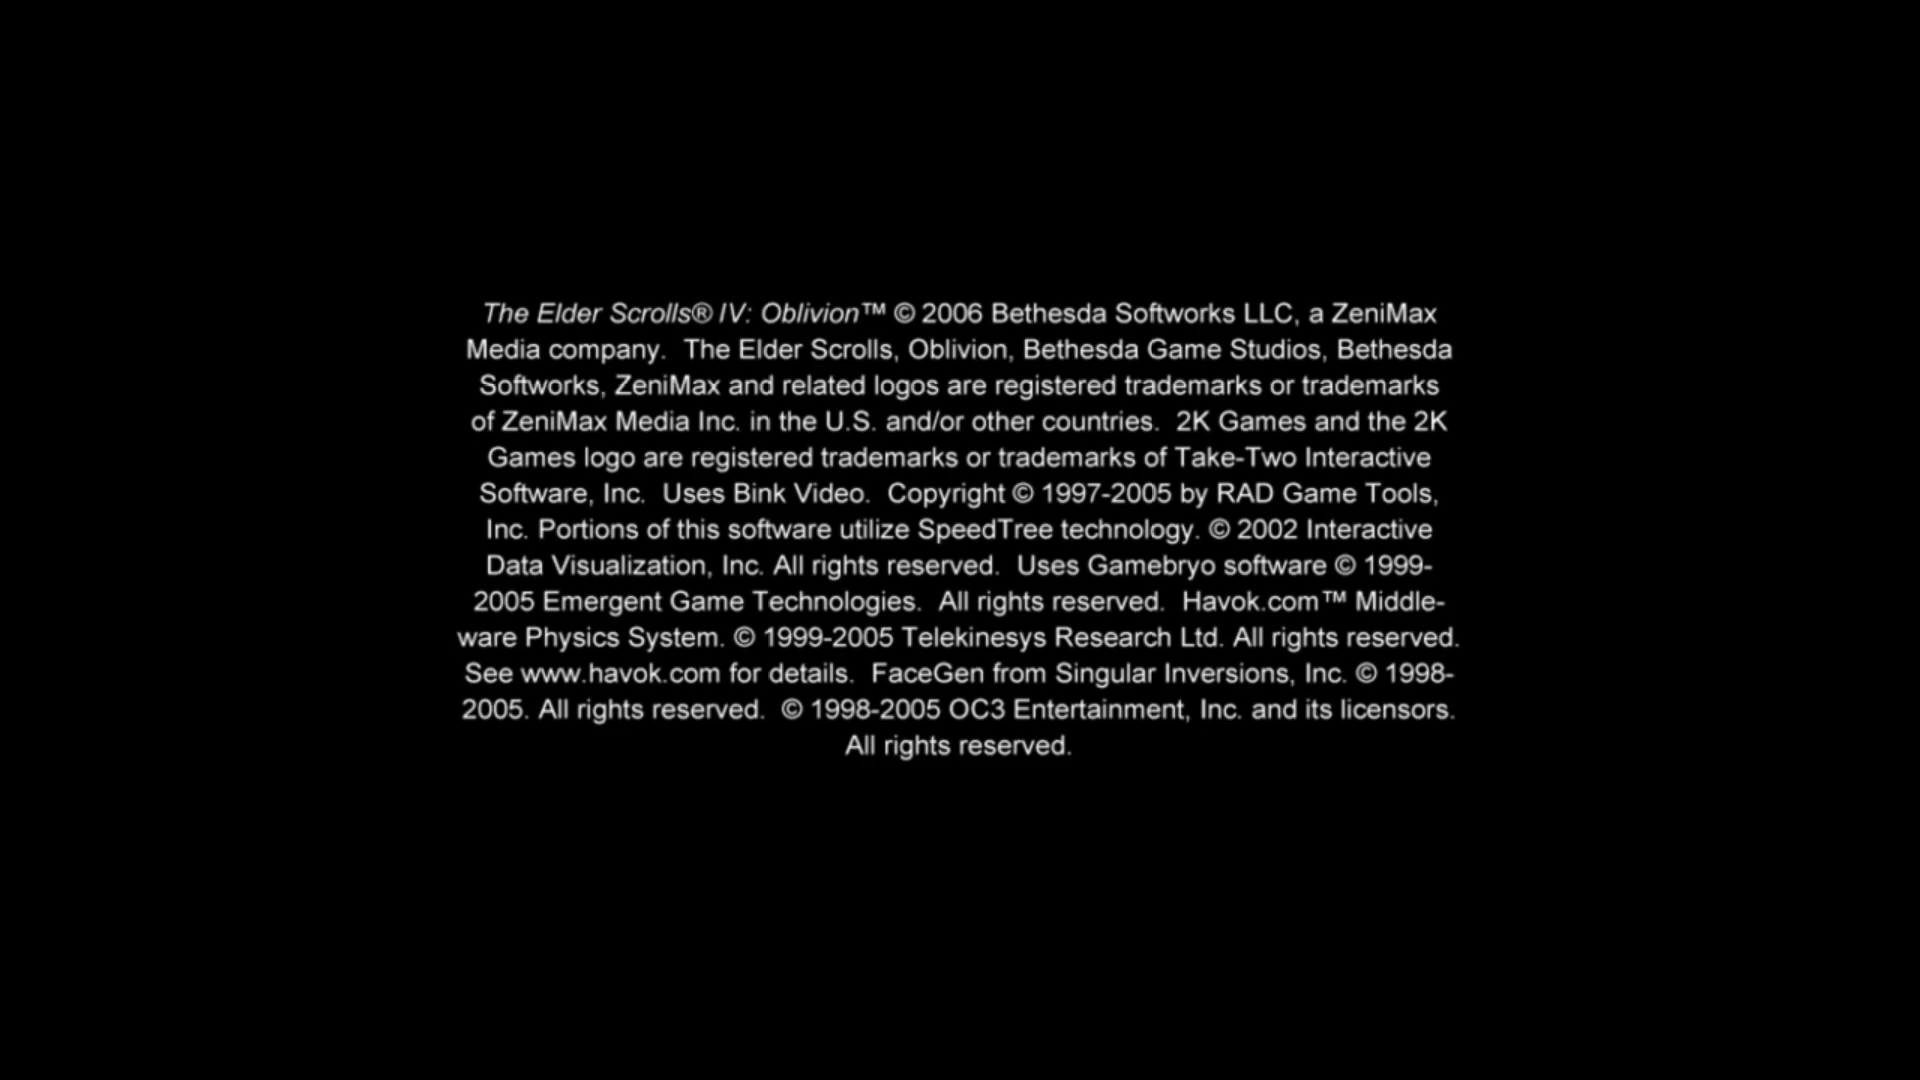 The Elder Scrolls® IV: Oblivion™ © 2006 Bethesda Softworks LLC, a ZeniMax
Media company.  The Elder Scrolls, Oblivion, Bethesda Game Studios, Bethesda
Softworks, ZeniMax and related logos are registered trademarks or trademarks
of ZeniMax Media Inc. in the U.S. and/or other countries.  2K Games and the 2K
Games logo are registered trademarks or trademarks of Take-Two Interactive
Software, Inc.  Uses Bink Video.  Copyright © 1997-2005 by RAD Game Tools,
Inc. Portions of this software utilize SpeedTree technology. © 2002 Interactive
Data Visualization, Inc. All rights reserved.  Uses Gamebryo software © 1999-
2005 Emergent Game Technologies.  All rights reserved.  Havok.com™ Middle-
ware Physics System. © 1999-2005 Telekinesys Research Ltd. All rights reserved.
See www.havok.com for details.  FaceGen from Singular Inversions, Inc. © 1998-
2005. All rights reserved.  © 1998-2005 OC3 Entertainment, Inc. and its licensors.
All rights reserved.